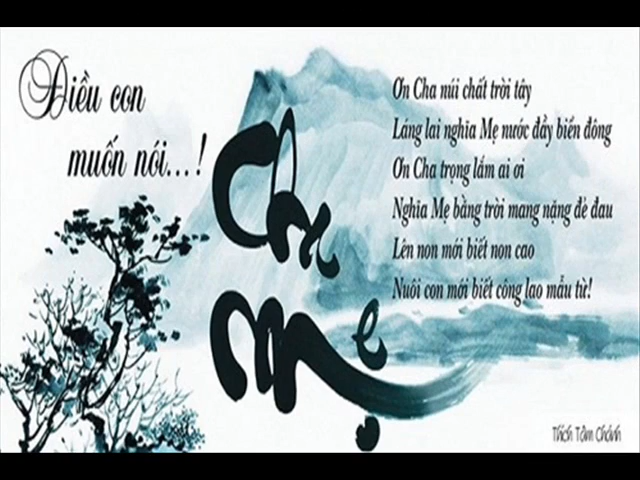 Điều con
muốn nói...!
Cha
Mẹ
Ơn Cha núi chất trời tây
Láng lai nghĩa Mẹ nước đầy biển đông
Ơn Cha trọng lắm ai ơi
Nghĩa Mẹ bằng trời mang nặng đẻ đau
Lên non mới biết non cao
Nuôi con mới biết công lao mẫu từ!
Thích Tâm Chánh